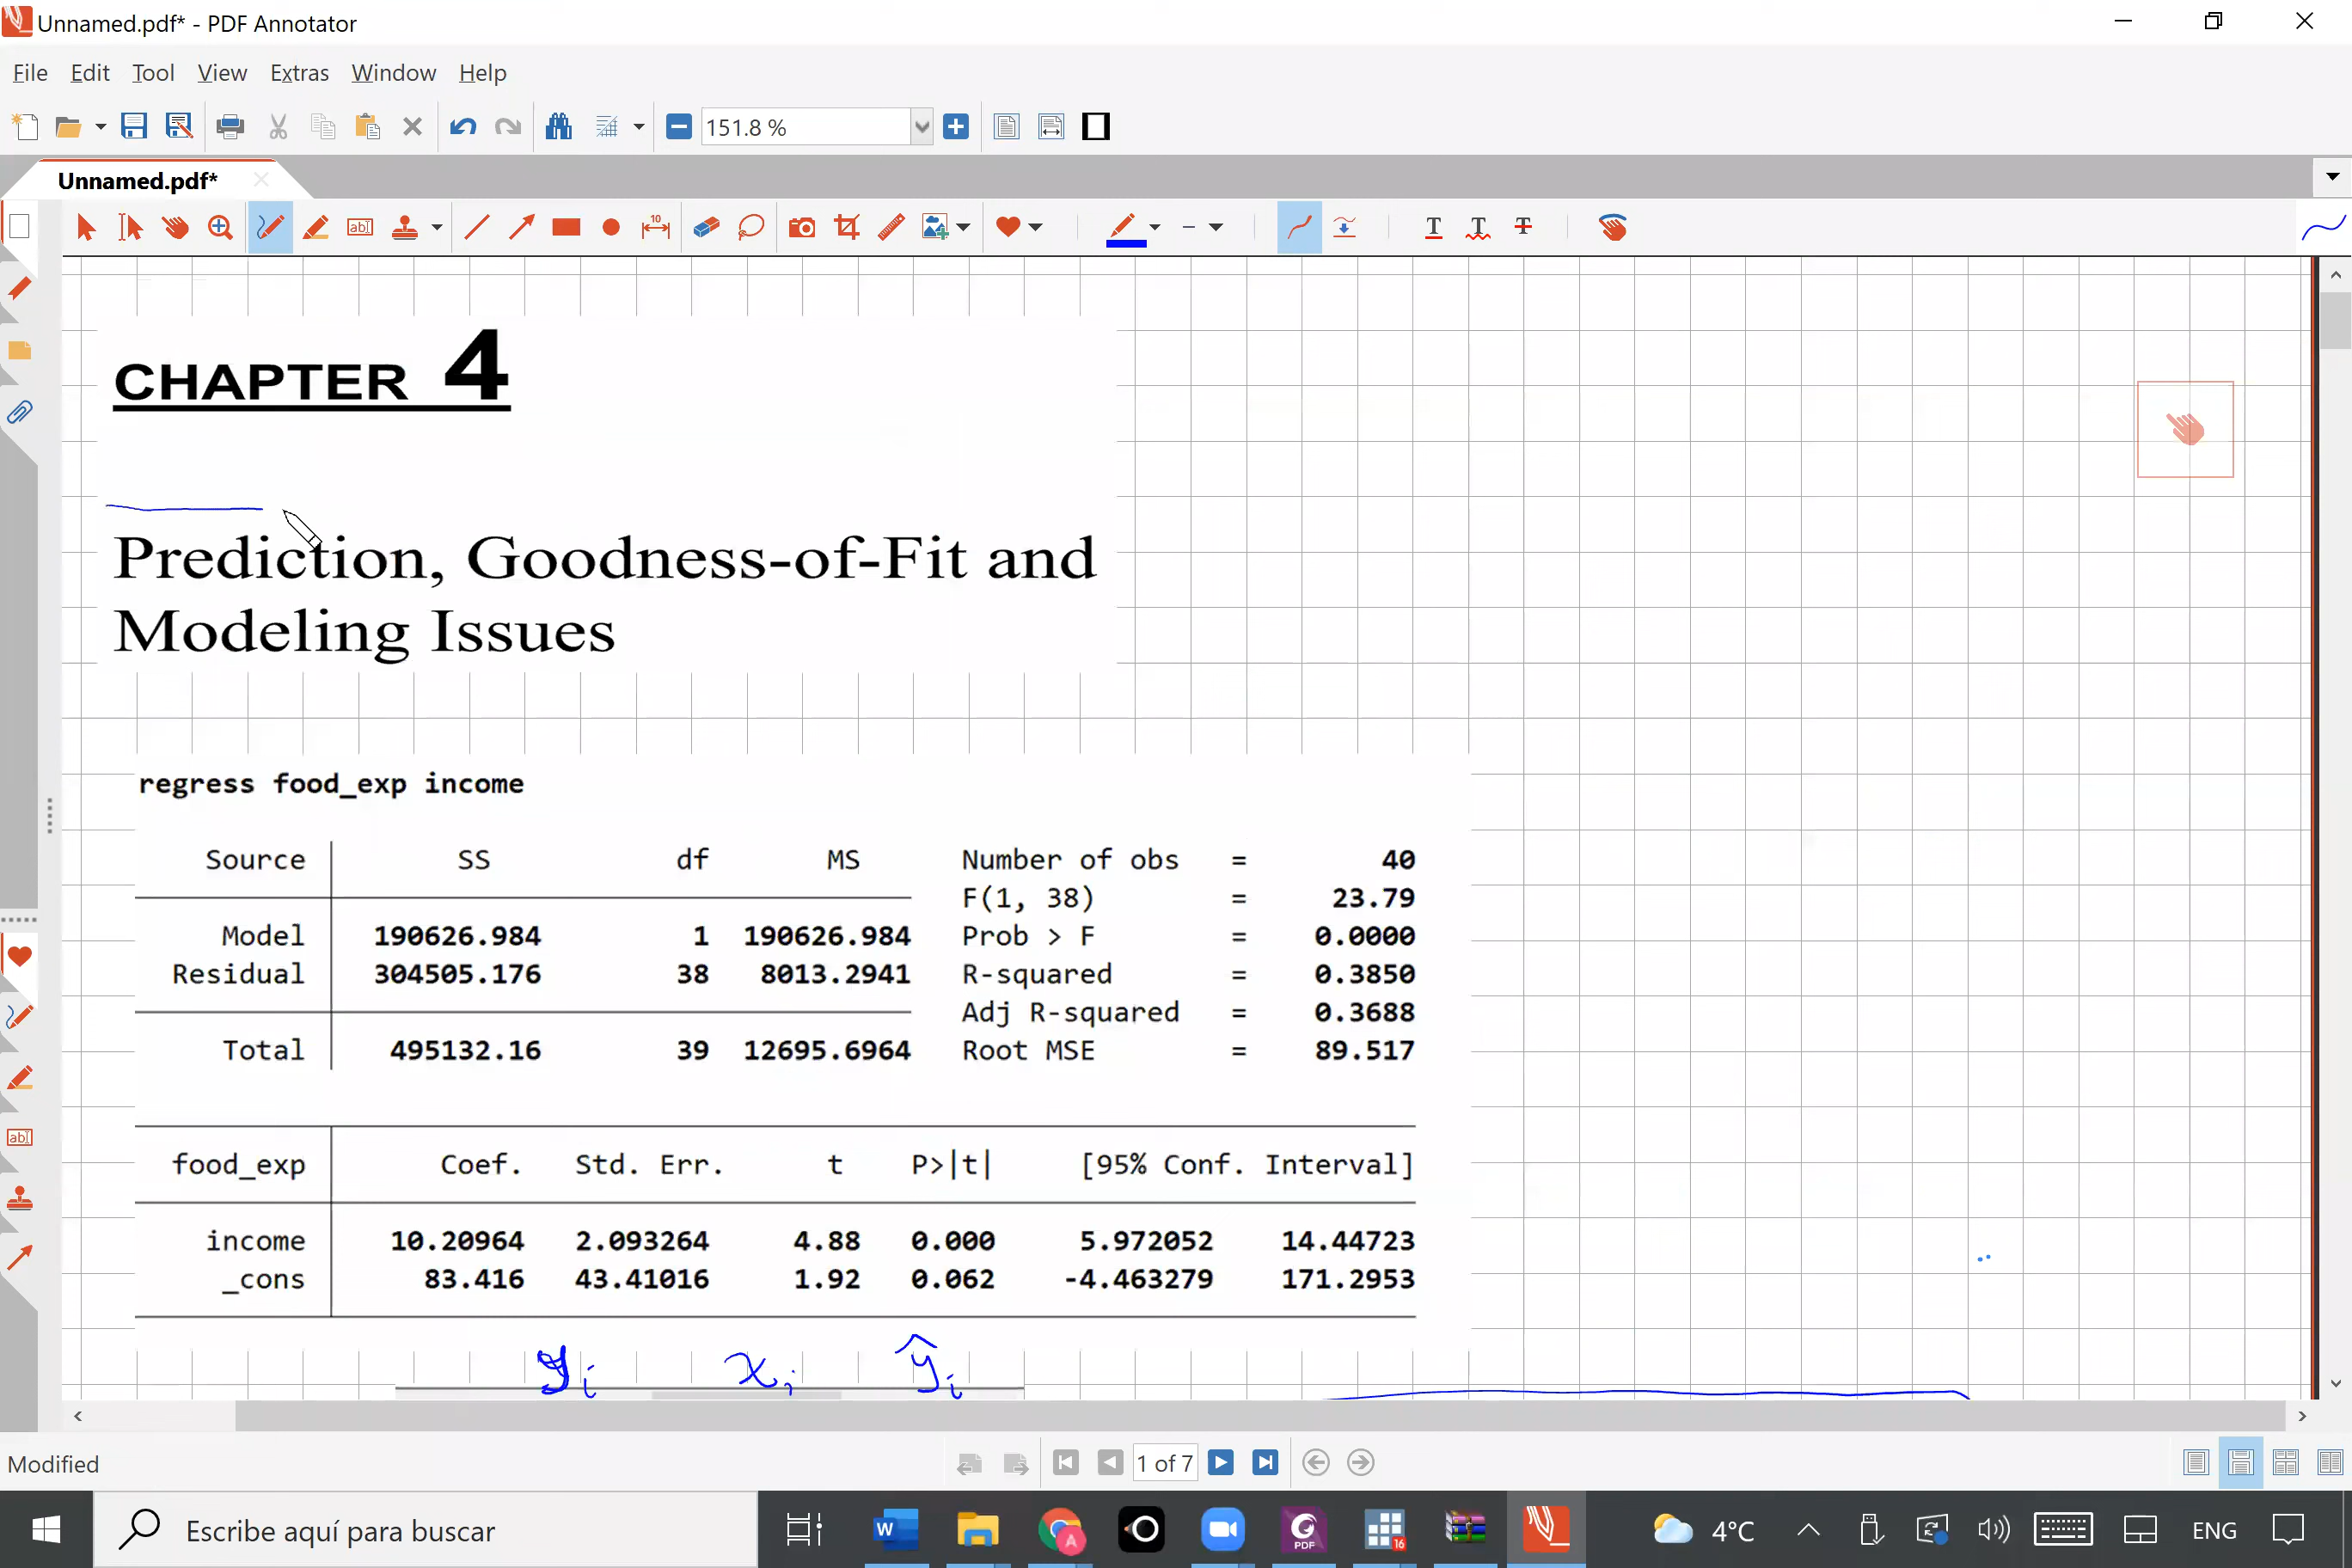 Unnamed.pdf* - PDF Annotator
File Edit Tool View Extras Window Help
151.8 %
Unnamed.pdf*
CHAPTER 4
Prediction, Goodness-of-Fit and
Modeling Issues
regress food_exp income
Source SS df MS Number of obs = 40
F(1, 38) = 23.79
Model 190626.984 1 190626.984 Prob > F = 0.0000
Residual 304505.176 38 8013.2941 R-squared = 0.3850
Adj R-squared = 0.3688
Total 495132.16 39 12695.6964 Root MSE = 89.517
food_exp Coef. Std. Err. t P>|t| [95% Conf. Interval]
income 10.20964 2.093264 4.88 0.000 5.972052 14.44723
_cons 83.416 43.41016 1.92 0.062 -4.463279 171.2953
yᵢ xᵢ ŷᵢ
Modified 1 of 7
Escribe aquí para buscar 4°C ENG